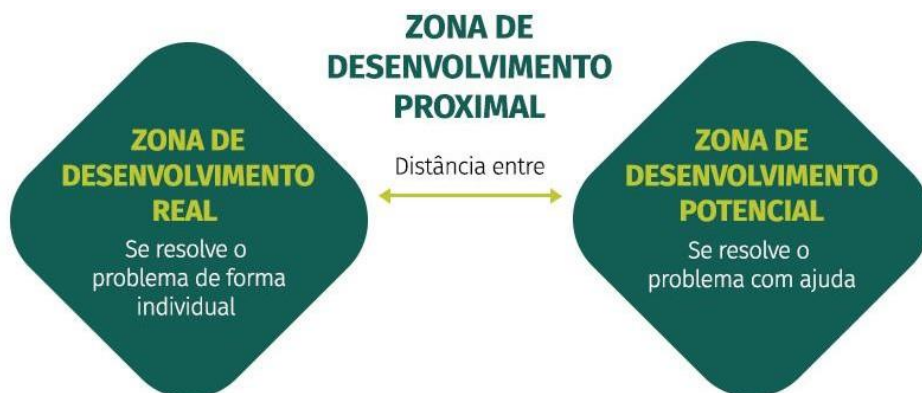 ZONA DE
DESENVOLVIMENTO
PROXIMAL
ZONA DE
DESENVOLVIMENTO
REAL
Se resolve o
problema de forma
individual
Distância entre
ZONA DE
DESENVOLVIMENTO
POTENCIAL
Se resolve o
problema com ajuda